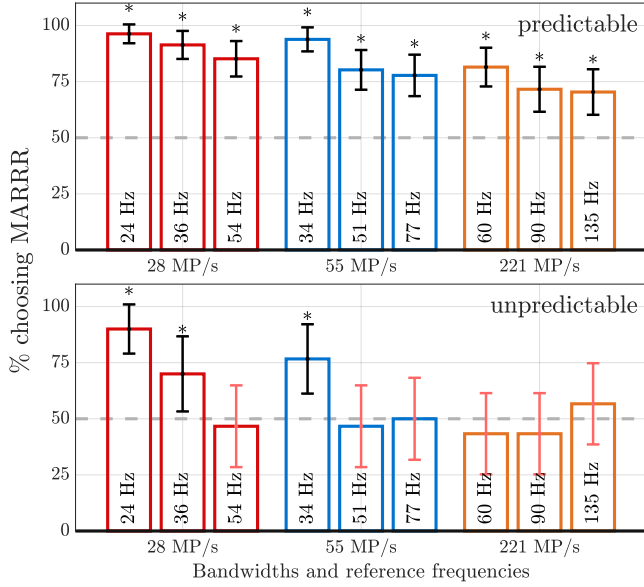 % choosing MARRR
predictable
100
75
50
25
0
* * * * * * * * *
24 Hz 36 Hz 54 Hz 34 Hz 51 Hz 77 Hz 60 Hz 90 Hz 135 Hz
28 MP/s 55 MP/s 221 MP/s
unpredictable
100
75
50
25
0
* * *
24 Hz 36 Hz 54 Hz 34 Hz 51 Hz 77 Hz 60 Hz 90 Hz 135 Hz
28 MP/s 55 MP/s 221 MP/s
Bandwidths and reference frequencies